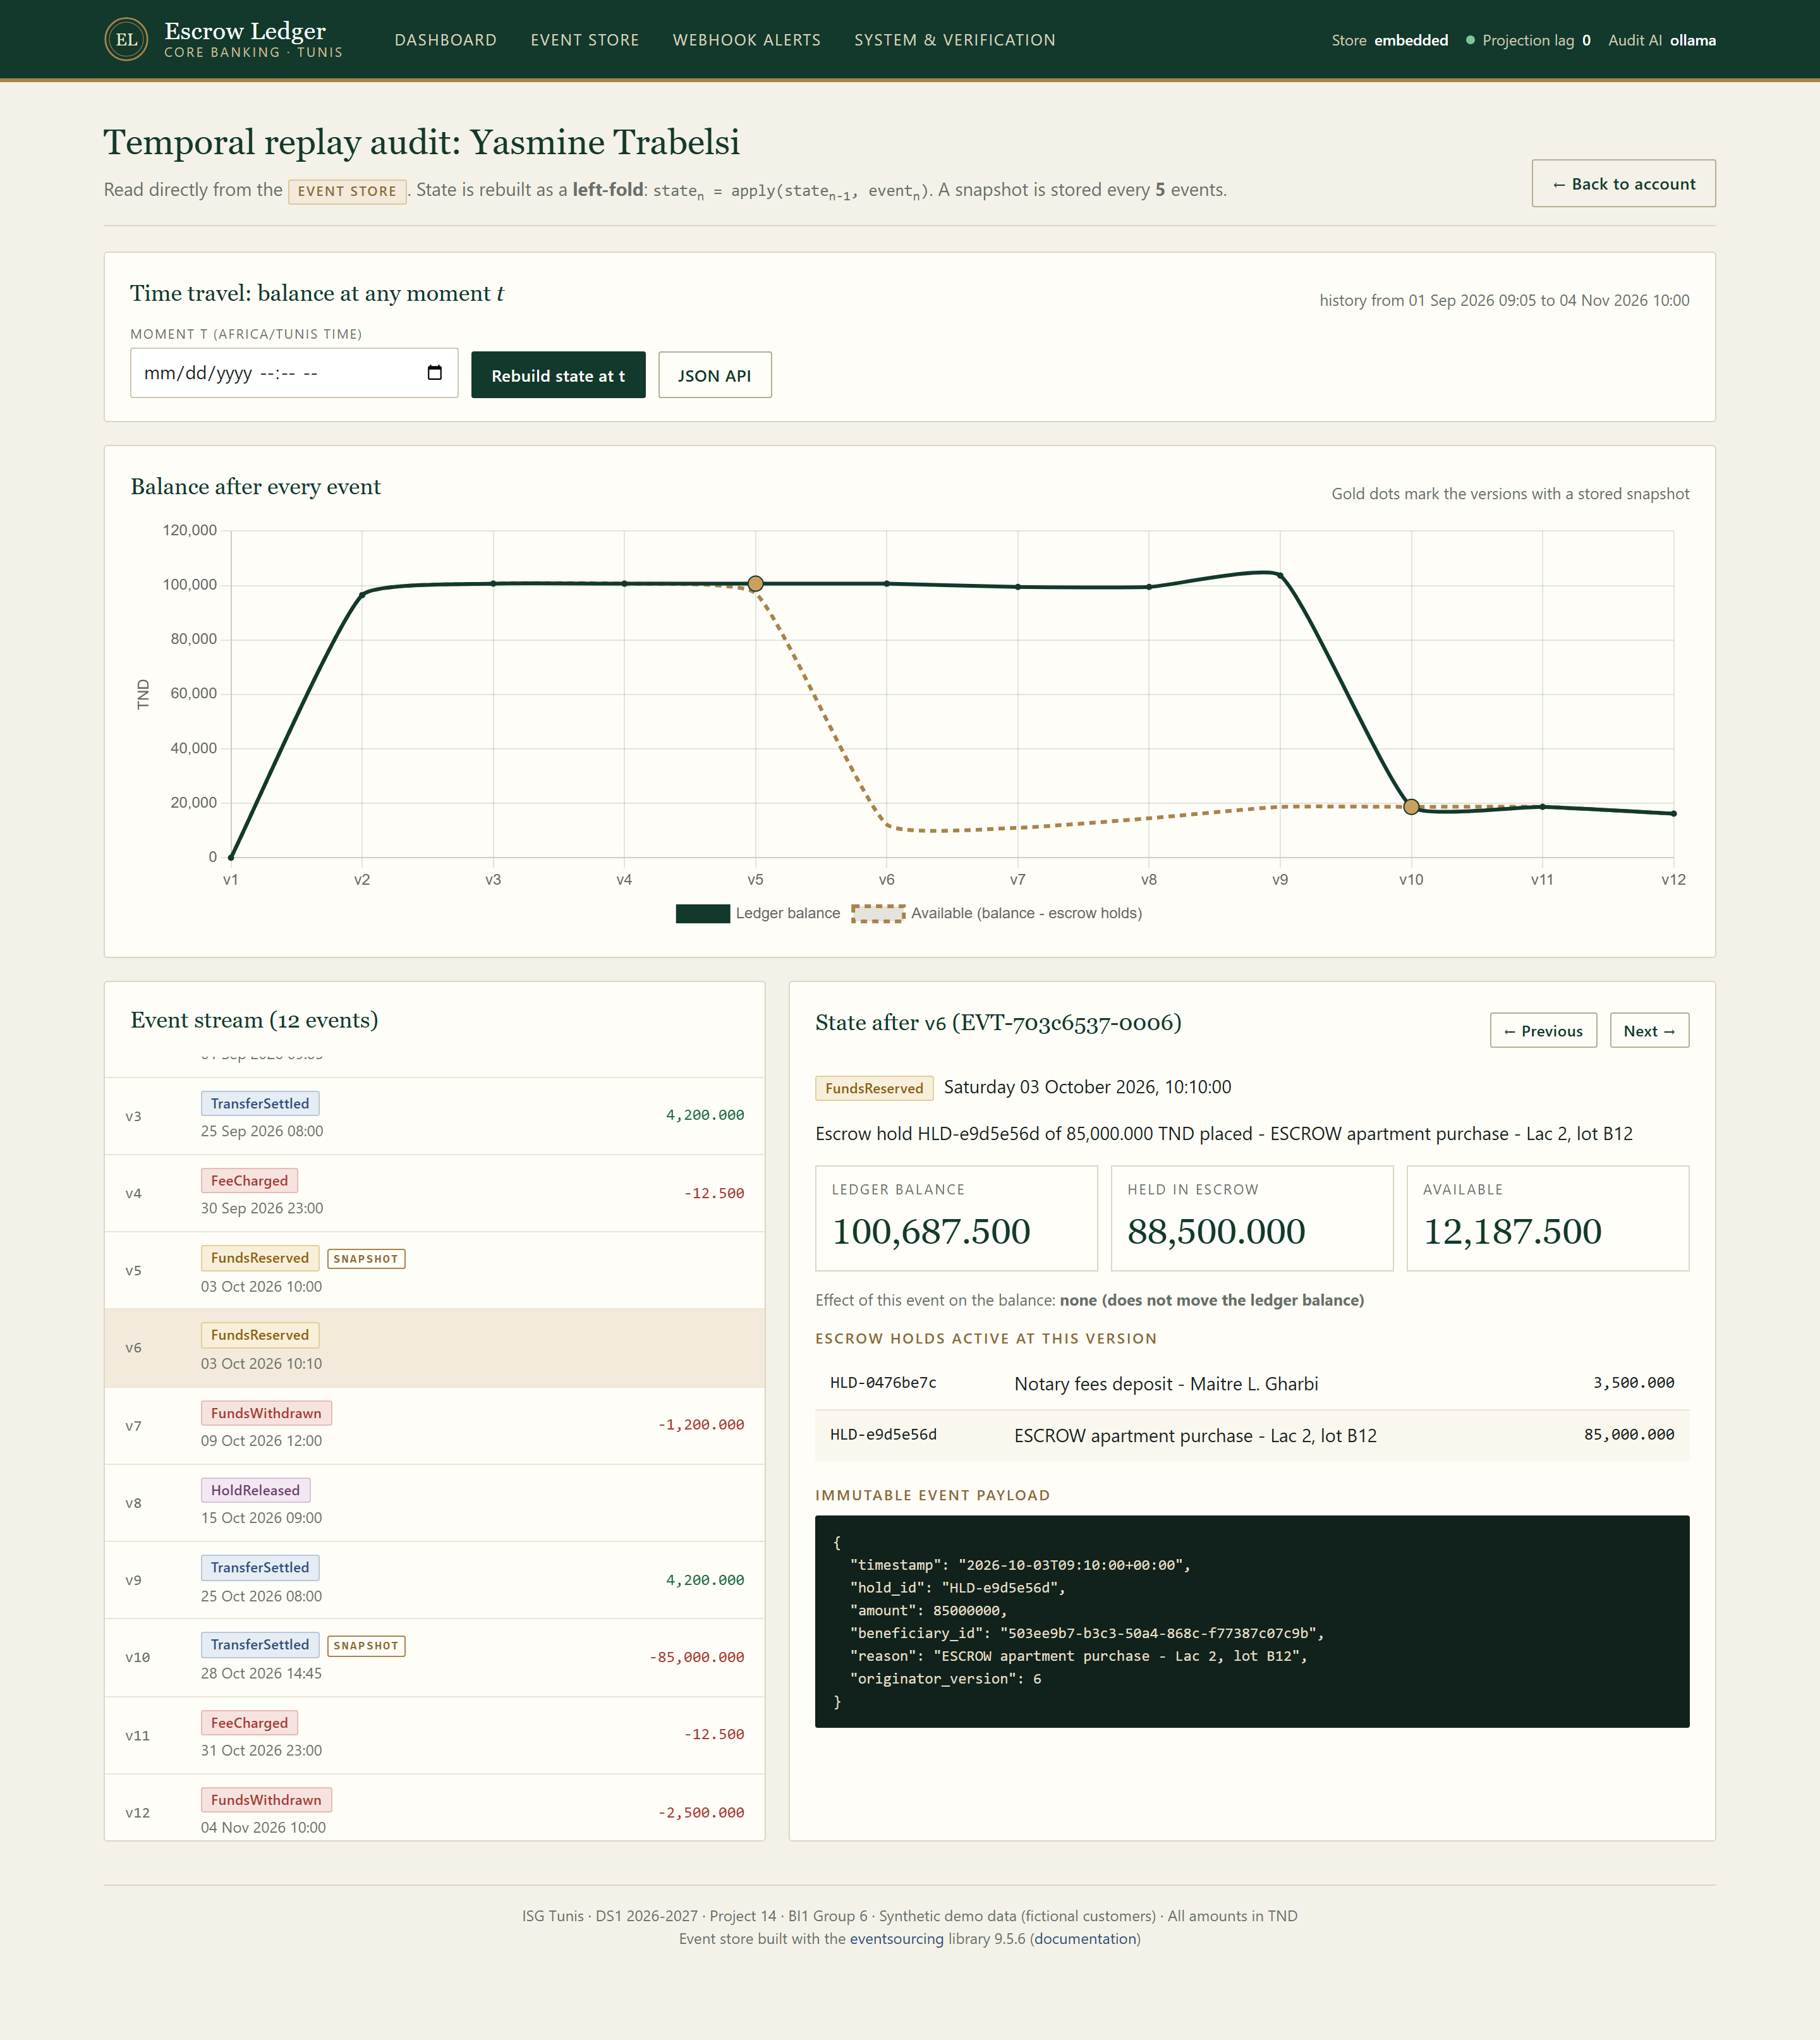 EL
Escrow Ledger
CORE BANKING · TUNIS
DASHBOARD
EVENT STORE
WEBHOOK ALERTS
SYSTEM & VERIFICATION
Store embedded
Projection lag 0
Audit AI ollama
Temporal replay audit: Yasmine Trabelsi
Read directly from the EVENT STORE. State is rebuilt as a left-fold: stateₙ = apply(stateₙ₋₁, eventₙ). A snapshot is stored every 5 events.
← Back to account
Time travel: balance at any moment t
history from 01 Sep 2026 09:05 to 04 Nov 2026 10:00
MOMENT T (AFRICA/TUNIS TIME)
mm/dd/yyyy --:-- --
Rebuild state at t
JSON API
Balance after every event
Gold dots mark the versions with a stored snapshot
120,000
100,000
80,000
60,000
40,000
20,000
0
TND
v1 v2 v3 v4 v5 v6 v7 v8 v9 v10 v11 v12
Ledger balance
Available (balance - escrow holds)
Event stream (12 events)
01 Sep 2026 09:05
v3 TransferSettled 4,200.000
25 Sep 2026 08:00
v4 FeeCharged -12.500
30 Sep 2026 23:00
v5 FundsReserved SNAPSHOT
03 Oct 2026 10:00
v6 FundsReserved
03 Oct 2026 10:10
v7 FundsWithdrawn -1,200.000
09 Oct 2026 12:00
v8 HoldReleased
15 Oct 2026 09:00
v9 TransferSettled 4,200.000
25 Oct 2026 08:00
v10 TransferSettled SNAPSHOT -85,000.000
28 Oct 2026 14:45
v11 FeeCharged -12.500
31 Oct 2026 23:00
v12 FundsWithdrawn -2,500.000
04 Nov 2026 10:00
State after v6 (EVT-703c6537-0006)
← Previous
Next →
FundsReserved Saturday 03 October 2026, 10:10:00
Escrow hold HLD-e9d5e56d of 85,000.000 TND placed - ESCROW apartment purchase - Lac 2, lot B12
LEDGER BALANCE
100,687.500
HELD IN ESCROW
88,500.000
AVAILABLE
12,187.500
Effect of this event on the balance: none (does not move the ledger balance)
ESCROW HOLDS ACTIVE AT THIS VERSION
HLD-0476be7c Notary fees deposit - Maitre L. Gharbi 3,500.000
HLD-e9d5e56d ESCROW apartment purchase - Lac 2, lot B12 85,000.000
IMMUTABLE EVENT PAYLOAD
{
"timestamp": "2026-10-03T09:10:00+00:00",
"hold_id": "HLD-e9d5e56d",
"amount": 85000000,
"beneficiary_id": "503ee9b7-b3c3-50a4-868c-f77387c07c9b",
"reason": "ESCROW apartment purchase - Lac 2, lot B12",
"originator_version": 6
}
ISG Tunis · DS1 2026-2027 · Project 14 · BI1 Group 6 · Synthetic demo data (fictional customers) · All amounts in TND
Event store built with the eventsourcing library 9.5.6 (documentation)